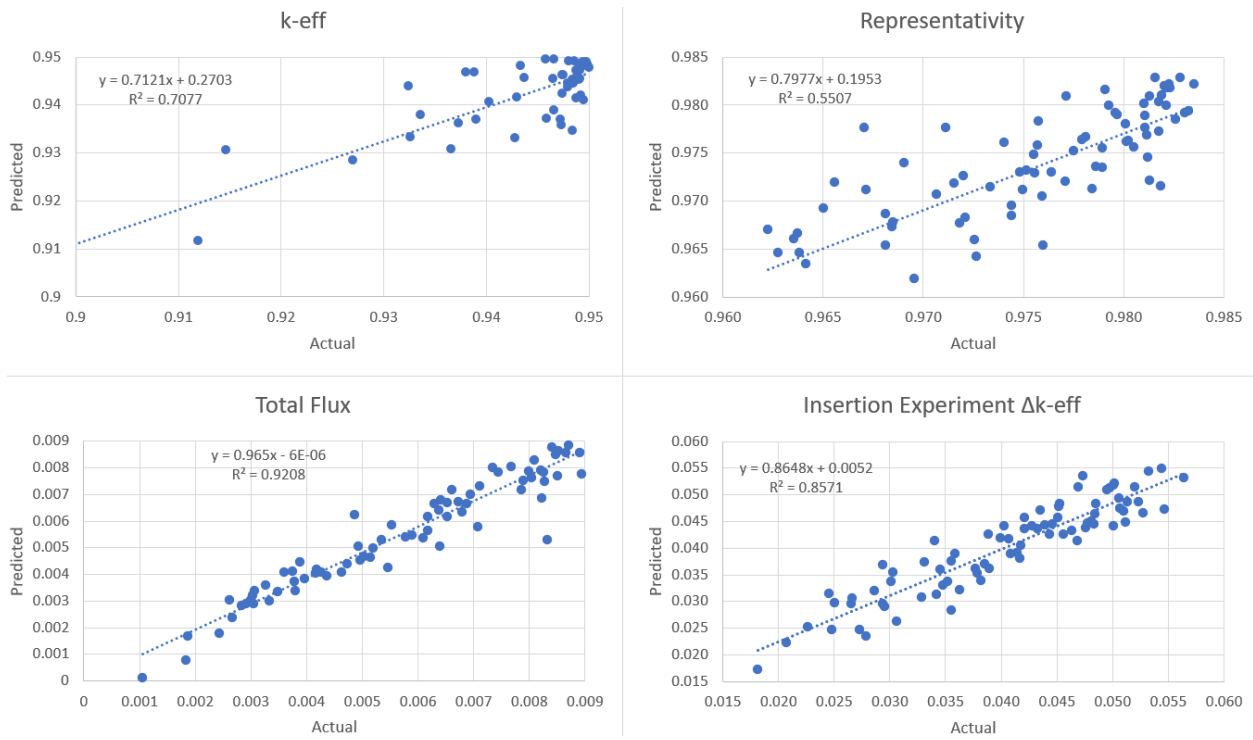 k-eff
y = 0.7121x + 0.2703
R² = 0.7077
Predicted
0.95
0.94
0.93
0.92
0.91
0.9
0.9 0.91 0.92 0.93 0.94 0.95
Actual
Representativity
y = 0.7977x + 0.1953
R² = 0.5507
Predicted
0.985
0.980
0.975
0.970
0.965
0.960
0.960 0.965 0.970 0.975 0.980 0.985
Actual
Total Flux
y = 0.965x - 6E-06
R² = 0.9208
Predicted
0.009
0.008
0.007
0.006
0.005
0.004
0.003
0.002
0.001
0
0 0.001 0.002 0.003 0.004 0.005 0.006 0.007 0.008 0.009
Actual
Insertion Experiment Δk-eff
y = 0.8648x + 0.0052
R² = 0.8571
Predicted
0.060
0.055
0.050
0.045
0.040
0.035
0.030
0.025
0.020
0.015
0.015 0.020 0.025 0.030 0.035 0.040 0.045 0.050 0.055 0.060
Actual